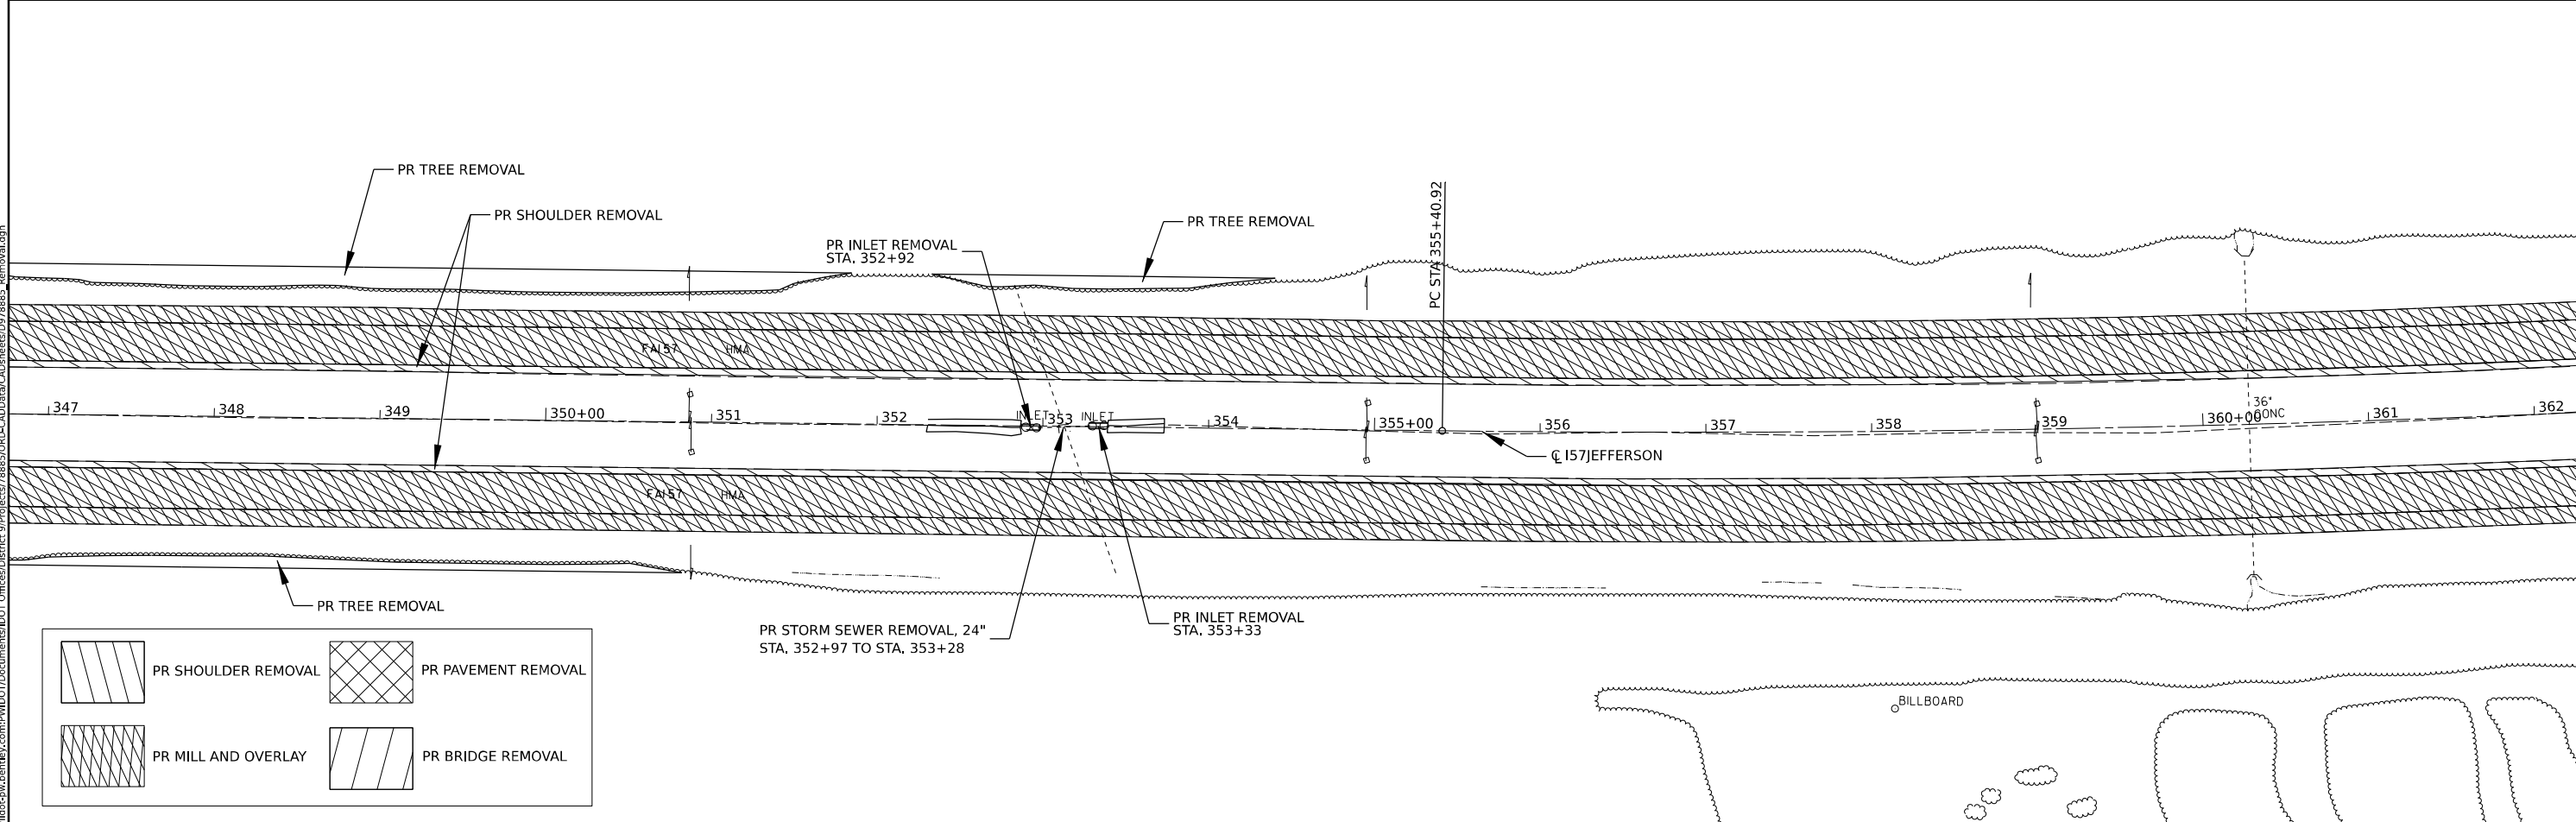 PR TREE REMOVAL
PR SHOULDER REMOVAL
PR INLET REMOVAL
STA. 352+92
PR TREE REMOVAL
PC STA 355+40.92
FAI 57 HMA
347
348
349
350+00
351
352
INLET
353
INLET
354
355+00
356
357
358
359
360+00
36"
CONC
361
362
℄ I57JEFFERSON
FAI 57 HMA
PR TREE REMOVAL
PR STORM SEWER REMOVAL, 24"
STA. 352+97 TO STA. 353+28
PR INLET REMOVAL
STA. 353+33
PR SHOULDER REMOVAL
PR PAVEMENT REMOVAL
PR MILL AND OVERLAY
PR BRIDGE REMOVAL
BILLBOARD